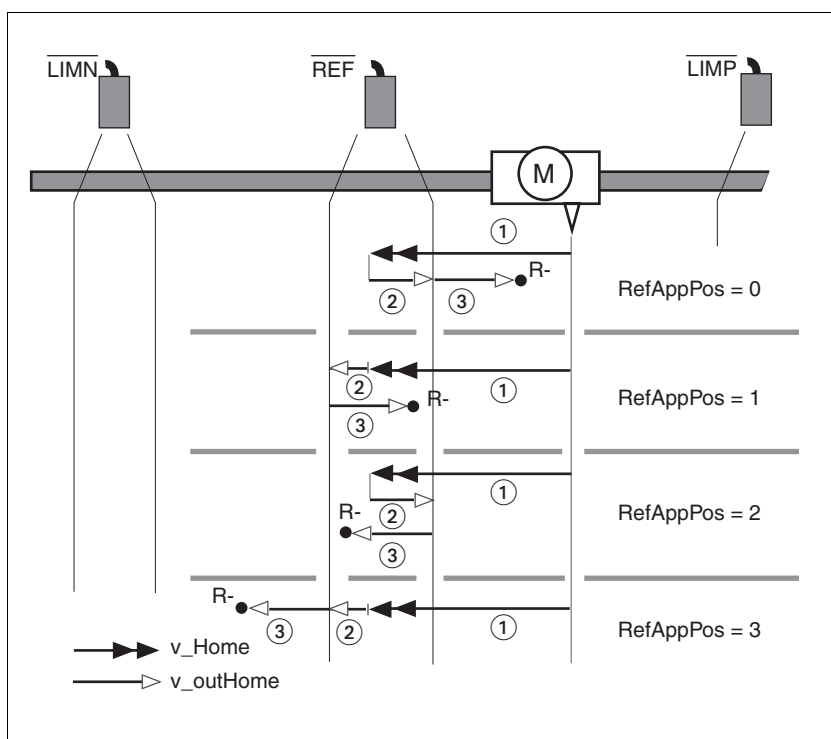 LIMN REF LIMP
M
1
2 3 R-
RefAppPos = 0
2 1
3 R-
RefAppPos = 1
1
2
R-
3
RefAppPos = 2
R-
3 2 1
RefAppPos = 3
v_Home
v_outHome